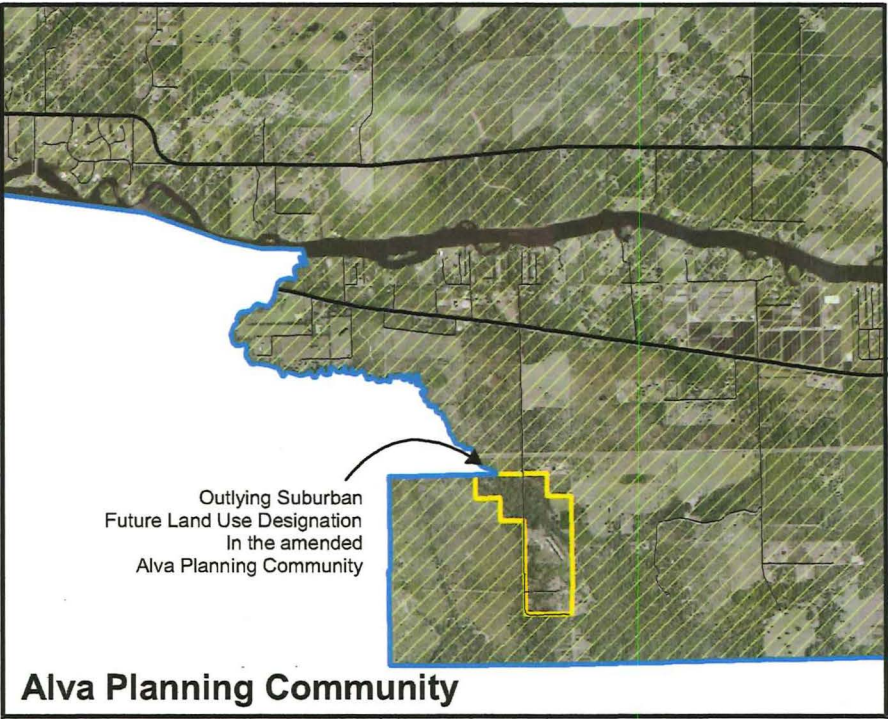 Outlying Suburban
Future Land Use Designation
In the amended
Alva Planning Community
Alva Planning Community